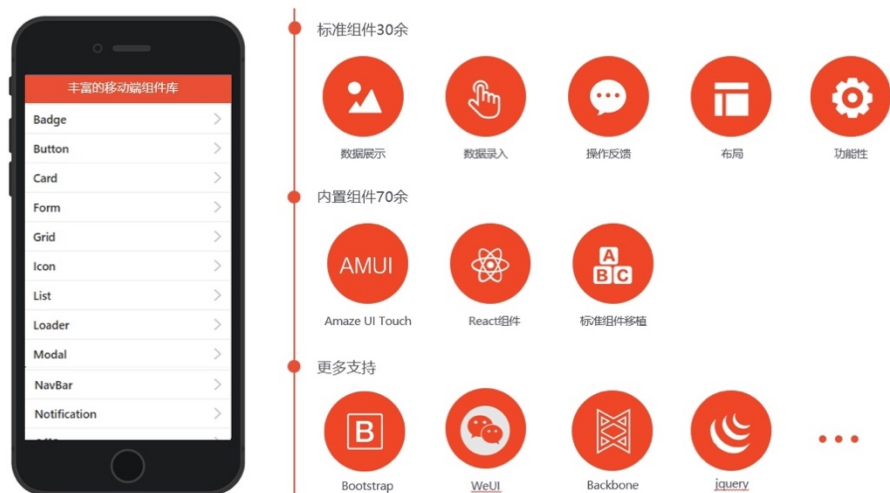 丰富的移动端组件库
Badge
Button
Card
Form
Grid
Icon
List
Loader
Modal
NavBar
Notification
标准组件30余
数据展示
数据录入
操作反馈
布局
功能性
内置组件70余
AMUI
A
B C
Amaze UI Touch
React组件
标准组件移植
更多支持
B
Bootstrap
WeUI
Backbone
jquery